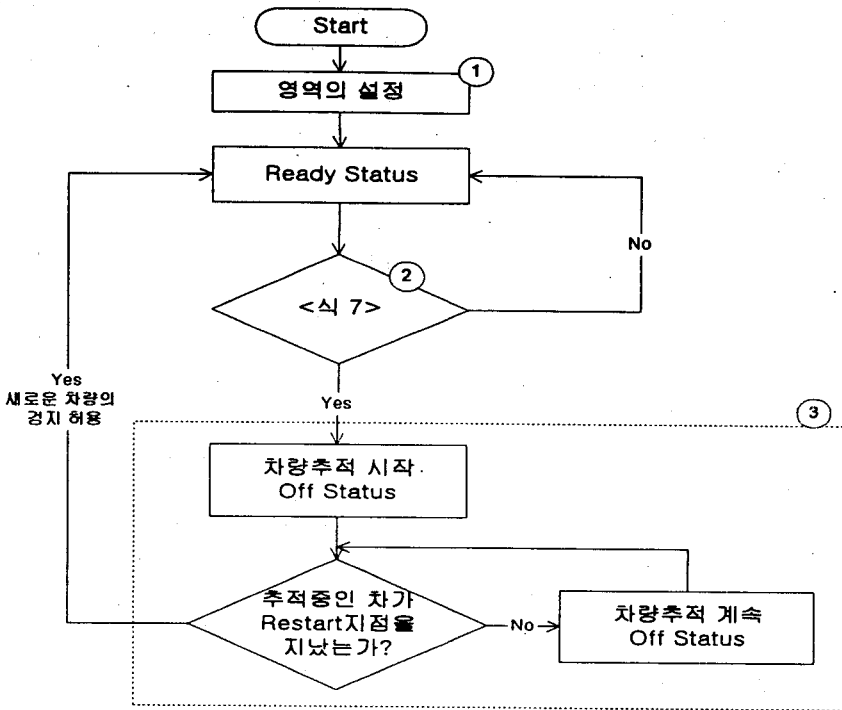 Start
1
영역의 설정
Ready Status
No
2
<식 7>
Yes
새로운 차량의
검지 허용
Yes
3
차량추적 시작
Off Status
추적중인 차가
Restart지점을
지났는가?
No
차량추적 계속
Off Status